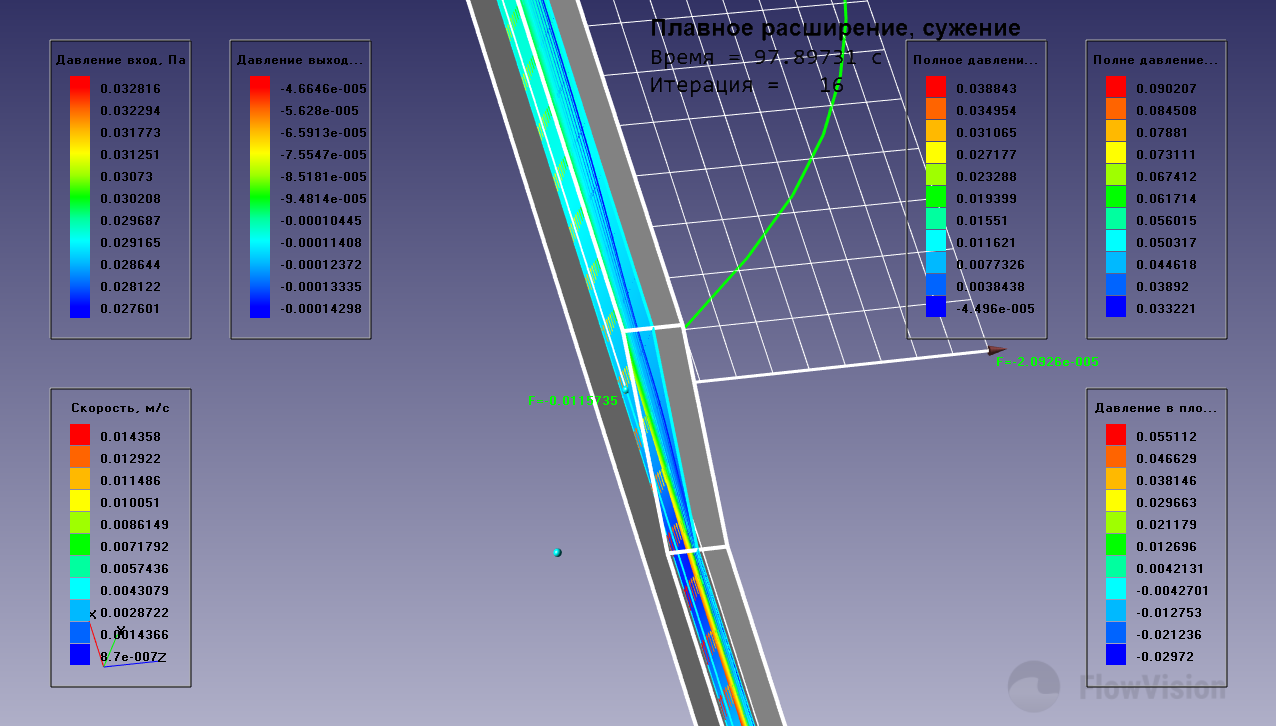 Плавное расширение, сужение
Время = 97.89731 с
Итерация = 16
Давление вход, Па
0.032816
0.032294
0.031773
0.031251
0.03073
0.030208
0.029687
0.029165
0.028644
0.028122
0.027601
Давление выход...
-4.6646e-005
-5.628e-005
-6.5913e-005
-7.5547e-005
-8.5181e-005
-9.4814e-005
-0.00010445
-0.00011408
-0.00012372
-0.00013335
-0.00014298
Полное давлени...
0.038843
0.034954
0.031065
0.027177
0.023288
0.019399
0.01551
0.011621
0.0077326
0.0038438
-4.496e-005
Полне давление...
0.090207
0.084508
0.07881
0.073111
0.067412
0.061714
0.056015
0.050317
0.044618
0.03892
0.033221
F=-2.0926e-005
F=-0.0115735
Скорость, м/с
0.014358
0.012922
0.011486
0.010051
0.0086149
0.0071792
0.0057436
0.0043079
0.0028722
0.0014366
8.7e-007
X
Y
Z
Давление в пло...
0.055112
0.046629
0.038146
0.029663
0.021179
0.012696
0.0042131
-0.0042701
-0.012753
-0.021236
-0.02972
FlowVision